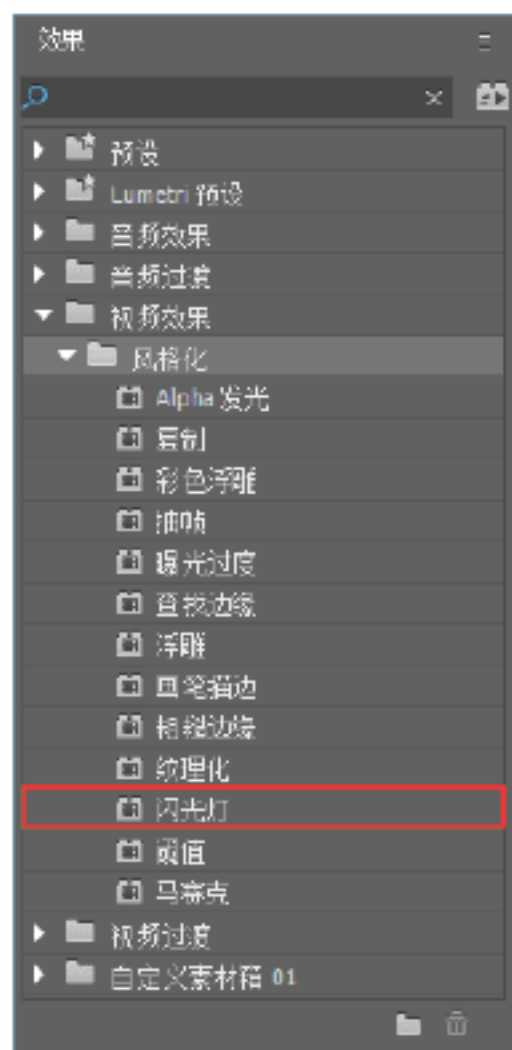 效果
预设
Lumetri 预设
音频效果
音频过渡
视频效果
风格化
Alpha 发光
复制
彩色浮雕
抽帧
曝光过度
查找边缘
浮雕
画笔描边
粗糙边缘
纹理化
闪光灯
阈值
马赛克
视频过渡
自定义素材箱 01